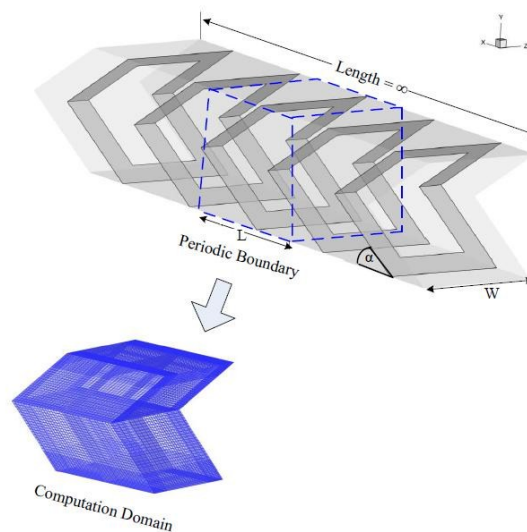 Y
X
Z
Length = ∞
L
Periodic Boundary
α
W
Computation Domain